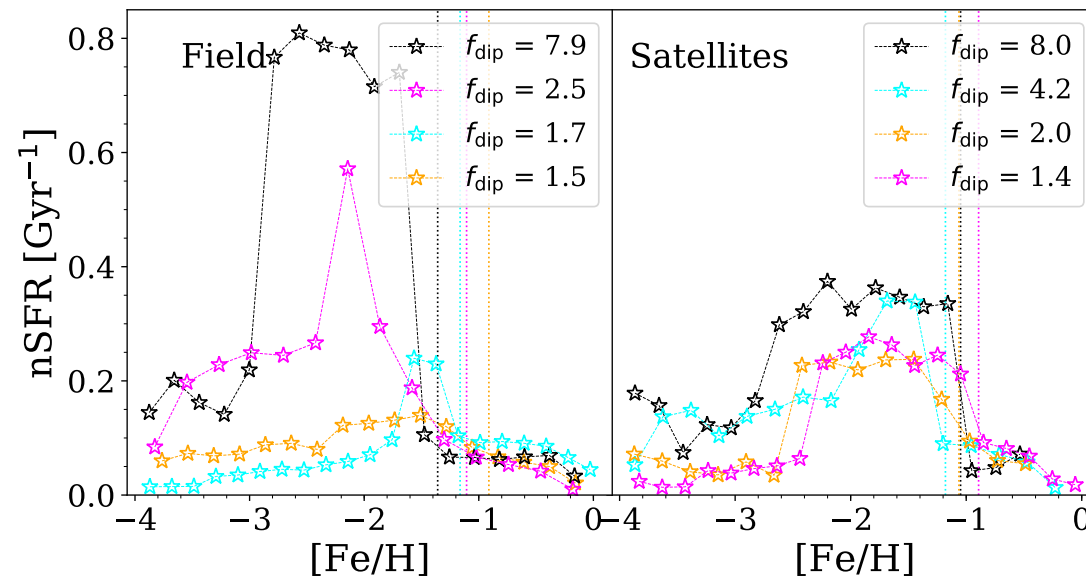 Field
f_dip = 7.9
f_dip = 2.5
f_dip = 1.7
f_dip = 1.5
Satellites
f_dip = 8.0
f_dip = 4.2
f_dip = 2.0
f_dip = 1.4
nSFR [Gyr⁻¹]
0.8
0.6
0.4
0.2
0.0
−4 −3 −2 −1 0
−3 −2 −1 0
[Fe/H] [Fe/H]